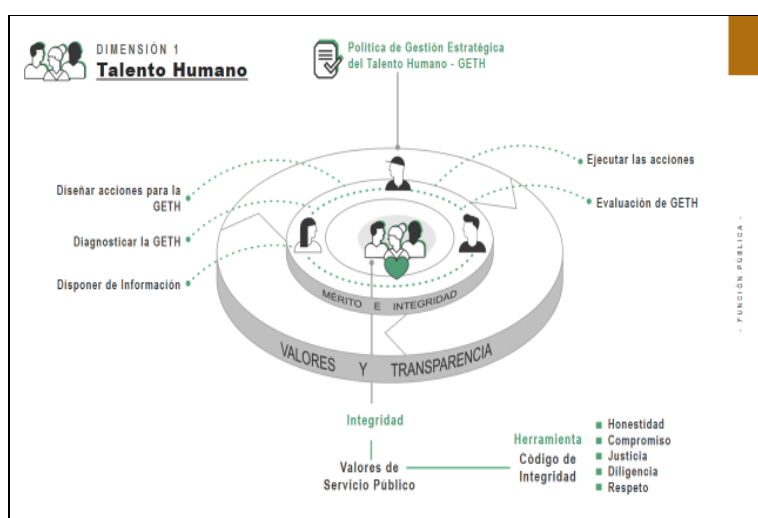 DIMENSIÓN 1
Talento Humano
Política de Gestión Estratégica
del Talento Humano - GETH
Ejecutar las acciones
Diseñar acciones para la
GETH
Evaluación de GETH
Diagnosticar la GETH
Disponer de Información
MÉRITO E INTEGRIDAD
VALORES Y TRANSPARENCIA
- FUNCIÓN PÚBLICA -
Integridad
Valores de
Servicio Público
Herramienta
Código de
Integridad
Honestidad
Compromiso
Justicia
Diligencia
Respeto